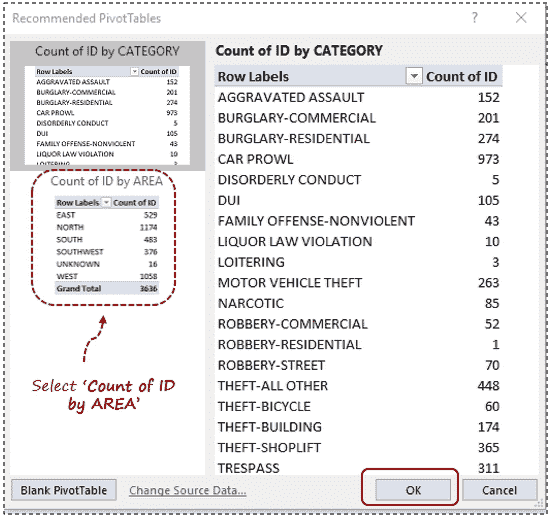 Recommended PivotTables ? ×
Count of ID by CATEGORY
Row Labels Count of ID
AGGRAVATED ASSAULT 152
BURGLARY-COMMERCIAL 201
BURGLARY-RESIDENTIAL 274
CAR PROWL 973
DISORDERLY CONDUCT 5
DUI 105
FAMILY OFFENSE-NONVIOLENT 43
LIQUOR LAW VIOLATION 10
LOITERING 3
Count of ID by AREA
Row Labels Count of ID
EAST 529
NORTH 1174
SOUTH 483
SOUTHWEST 376
UNKNOWN 16
WEST 1058
Grand Total 3636
Select 'Count of ID
by AREA'
Count of ID by CATEGORY
Row Labels Count of ID
AGGRAVATED ASSAULT 152
BURGLARY-COMMERCIAL 201
BURGLARY-RESIDENTIAL 274
CAR PROWL 973
DISORDERLY CONDUCT 5
DUI 105
FAMILY OFFENSE-NONVIOLENT 43
LIQUOR LAW VIOLATION 10
LOITERING 3
MOTOR VEHICLE THEFT 263
NARCOTIC 85
ROBBERY-COMMERCIAL 52
ROBBERY-RESIDENTIAL 1
ROBBERY-STREET 70
THEFT-ALL OTHER 448
THEFT-BICYCLE 60
THEFT-BUILDING 174
THEFT-SHOPLIFT 365
TRESPASS 311
Blank PivotTable Change Source Data... OK Cancel